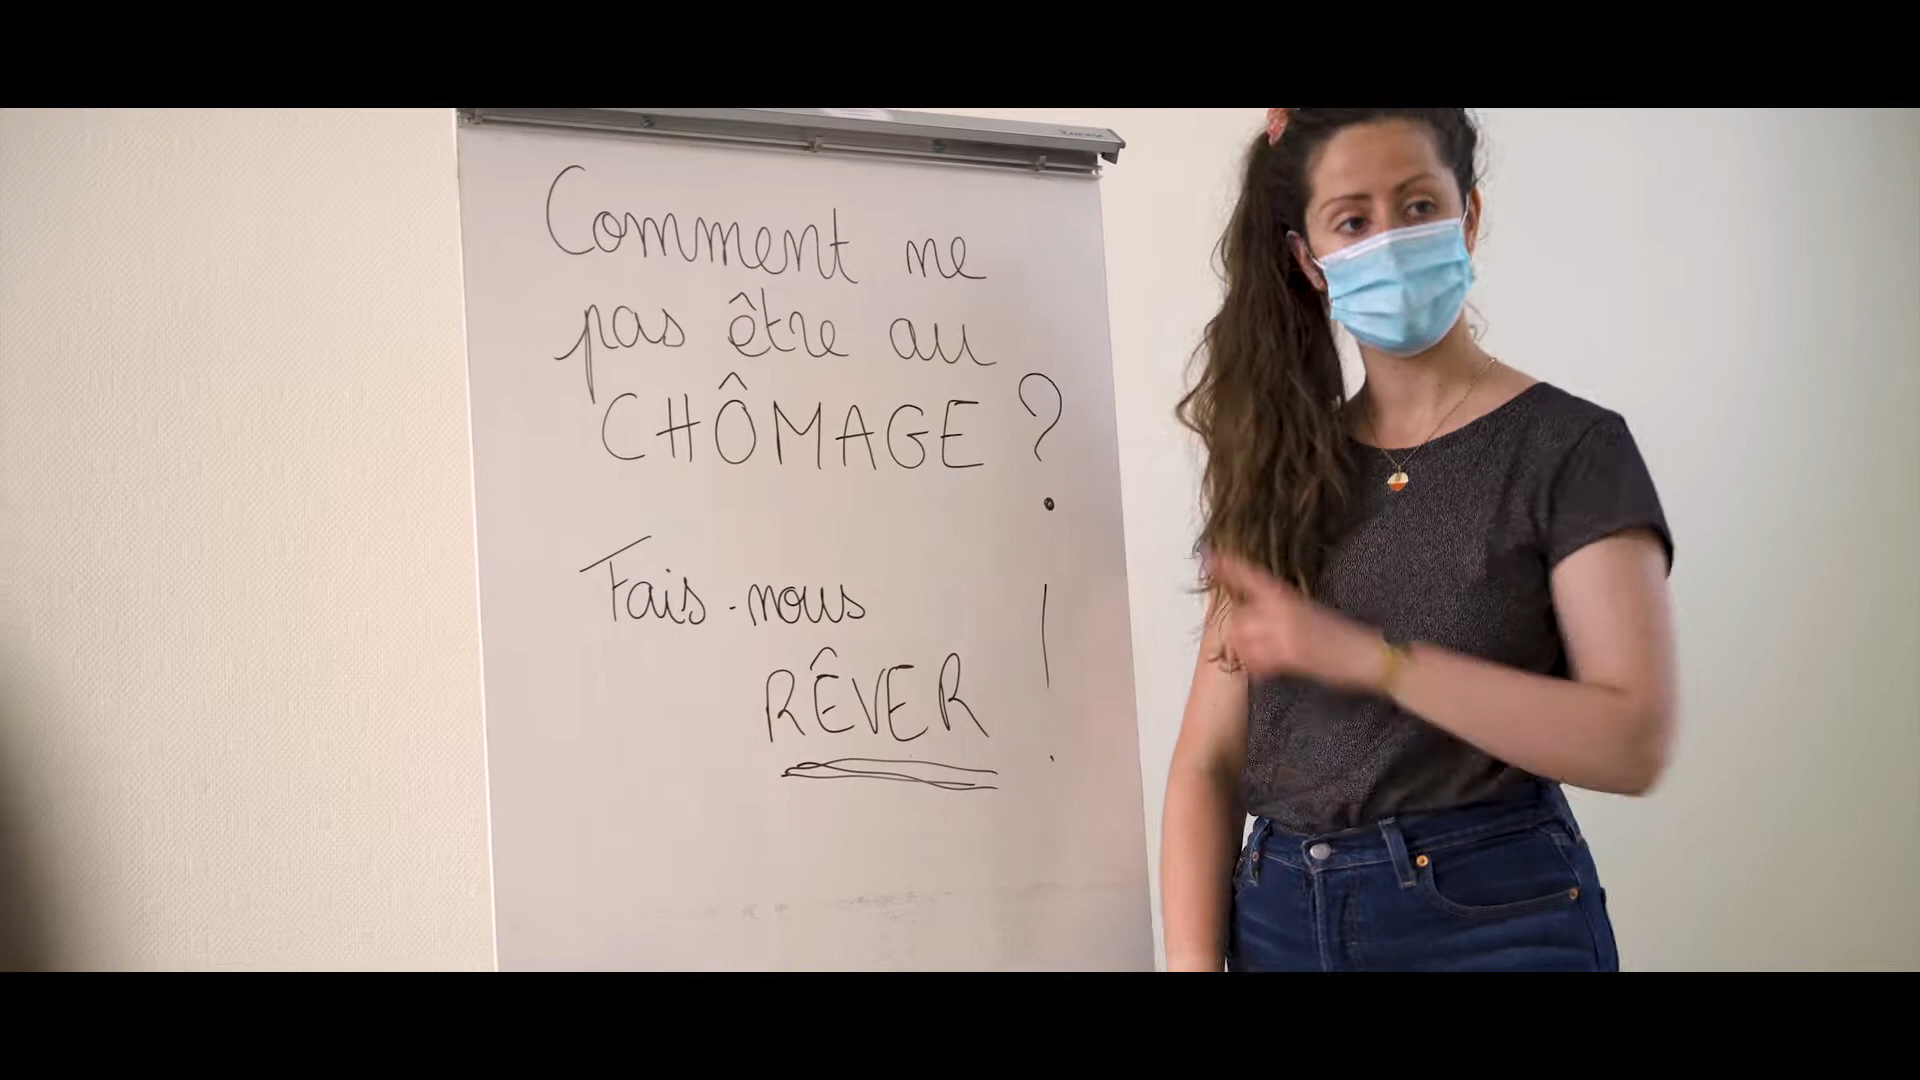 Comment ne
pas être au
CHÔMAGE ?
Fais-nous
RÊVER !